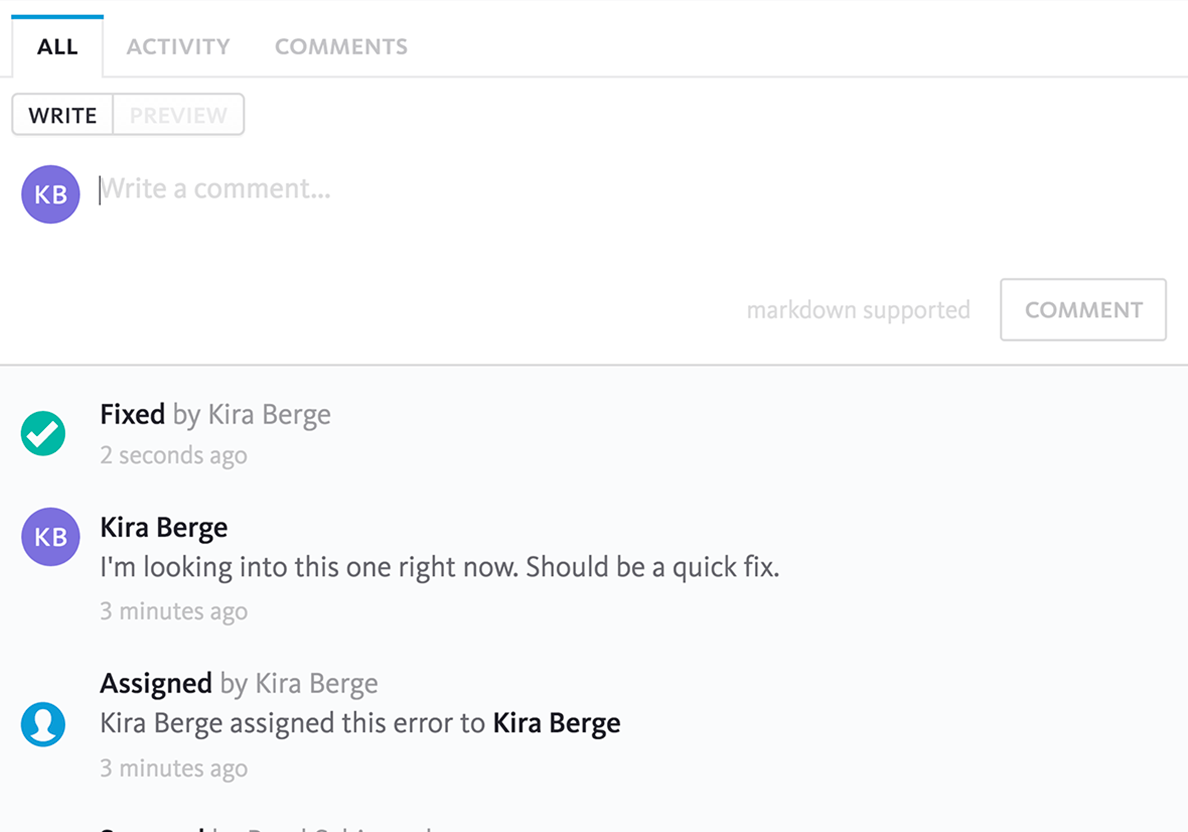 ALL ACTIVITY COMMENTS
WRITE PREVIEW
KB Write a comment...
markdown supported COMMENT
Fixed by Kira Berge
2 seconds ago
KB Kira Berge
I'm looking into this one right now. Should be a quick fix.
3 minutes ago
Assigned by Kira Berge
Kira Berge assigned this error to Kira Berge
3 minutes ago